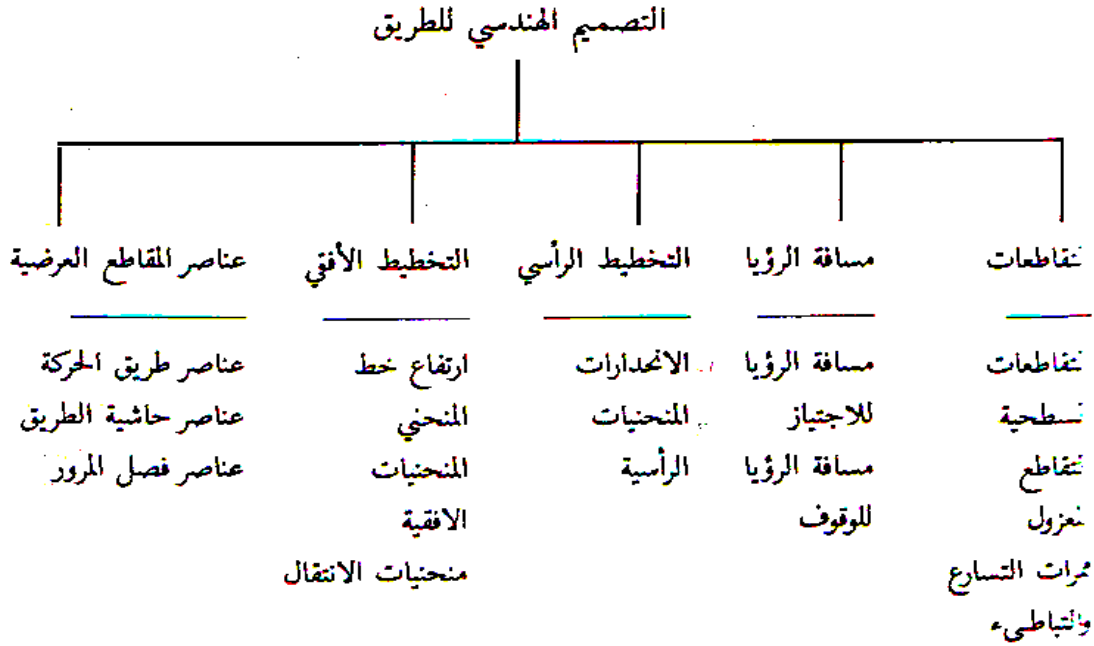 التصميم الهندسي للطريق
تقاطعات
تقاطعات
سطحية
تقاطع
معزول
ممرات التسارع
والتباطىء
مسافة الرؤيا
مسافة الرؤيا
للاجتياز
مسافة الرؤيا
للوقوف
التخطيط الرأسي
الانحدارات
المنحنيات
الرأسية
التخطيط الأفقي
ارتفاع خط
المنحني
المنحنيات
الافقية
منحنيات الانتقال
عناصر المقاطع العرضية
عناصر طريق الحركة
عناصر حاشية الطريق
عناصر فصل المرور